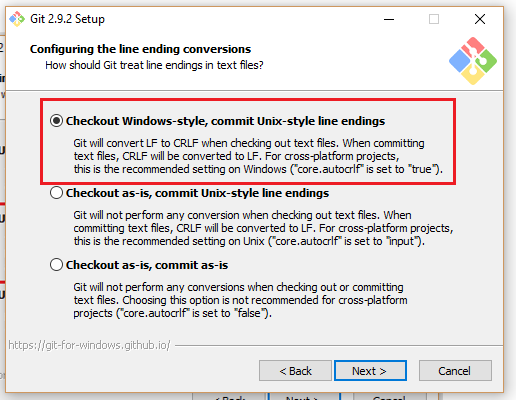 Git 2.9.2 Setup
Configuring the line ending conversions
How should Git treat line endings in text files?
Checkout Windows-style, commit Unix-style line endings
Git will convert LF to CRLF when checking out text files. When committing
text files, CRLF will be converted to LF. For cross-platform projects,
this is the recommended setting on Windows ("core.autocrlf" is set to "true").
Checkout as-is, commit Unix-style line endings
Git will not perform any conversion when checking out text files. When
committing text files, CRLF will be converted to LF. For cross-platform projects,
this is the recommended setting on Unix ("core.autocrlf" is set to "input").
Checkout as-is, commit as-is
Git will not perform any conversions when checking out or committing
text files. Choosing this option is not recommended for cross-platform
projects ("core.autocrlf" is set to "false").
https://git-for-windows.github.io/
< Back Next > Cancel